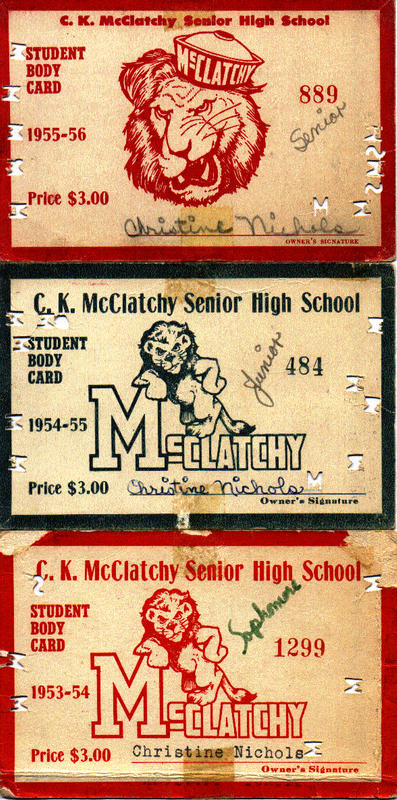 C. K. McClatchy Senior High School
McCLATCHY
STUDENT
BODY
CARD
889
Senior
1955-56
Price $3.00
Christine Nichols
OWNER'S SIGNATURE
C. K. McClatchy Senior High School
STUDENT
BODY
CARD
Junior
484
1954-55
McCLATCHY
Price $3.00
Christine Nichols
Owner's Signature
C. K. McClatchy Senior High School
STUDENT
BODY
CARD
Sophomore
1299
1953-54
McCLATCHY
Price $3.00
Christine Nichols
Owner's Signature